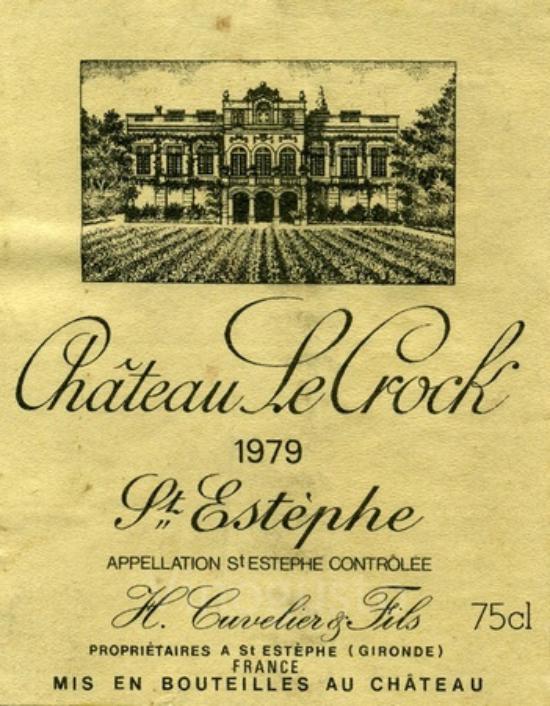 Château Le Crock
1979
St Estèphe
APPELLATION St ESTEPHE CONTRÔLÉE
H. Cuvelier & Fils 75cl
PROPRIÉTAIRES A St ESTÈPHE (GIRONDE)
FRANCE
MIS EN BOUTEILLES AU CHÂTEAU